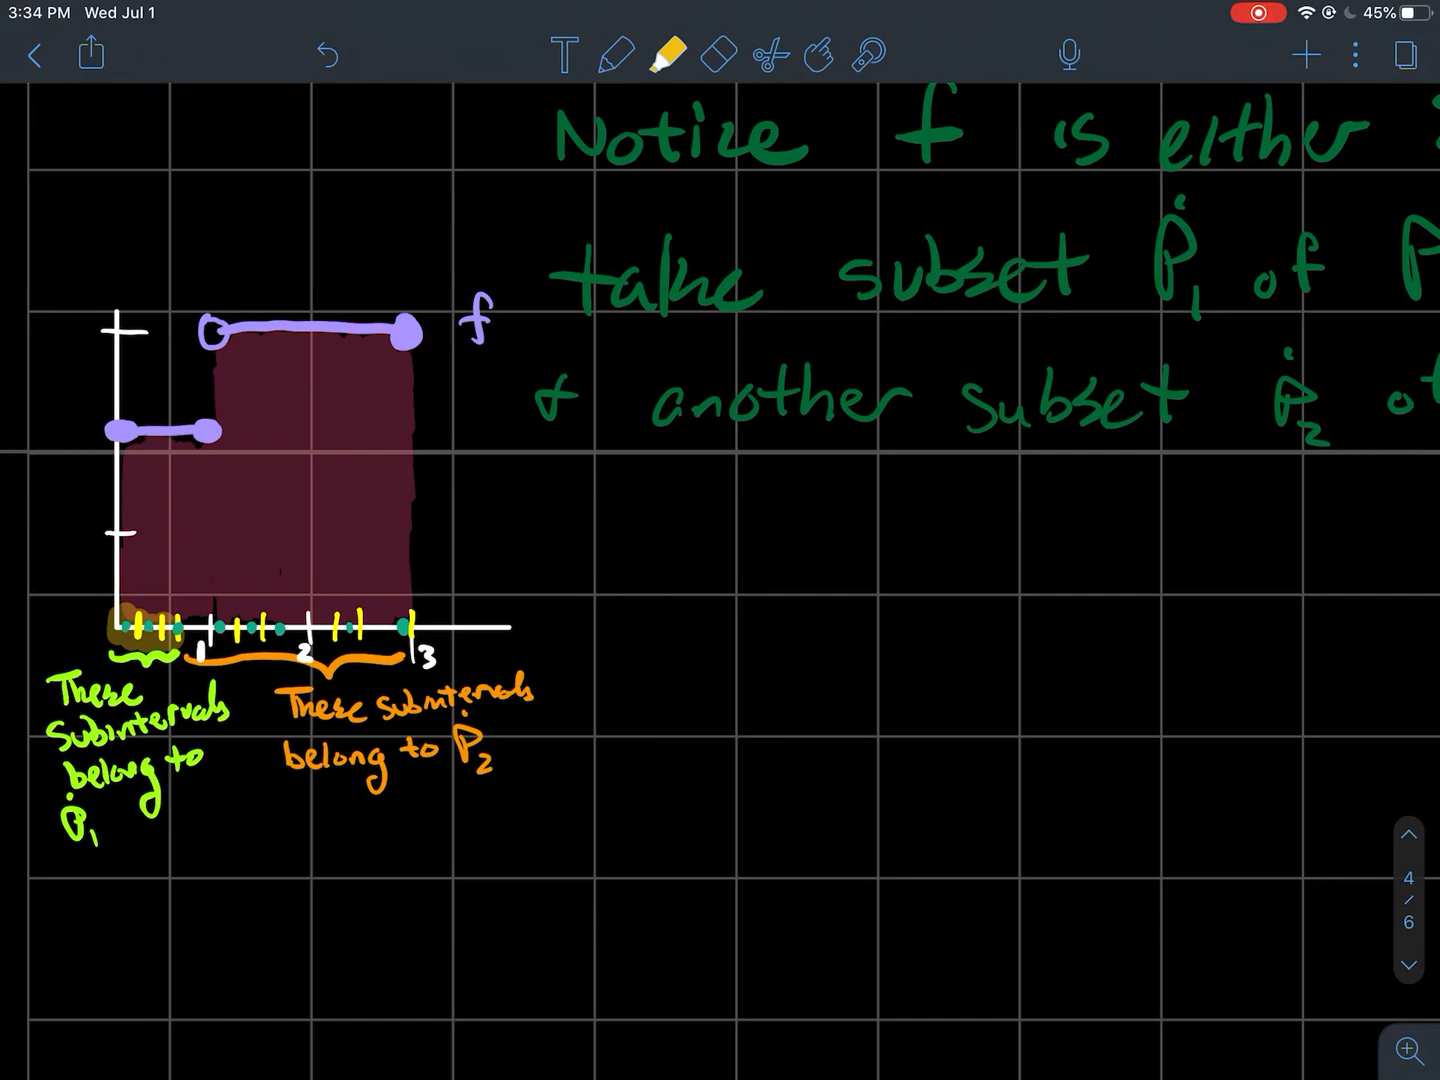 3:34 PM Wed Jul 1
45%
T
Notice f is either
take subset Ṗ₁ of P
& another subset Ṗ₂ of
f
1 2 3
These
subintervals
belong to
Ṗ₁
These subintervals
belong to Ṗ₂
4
/
6